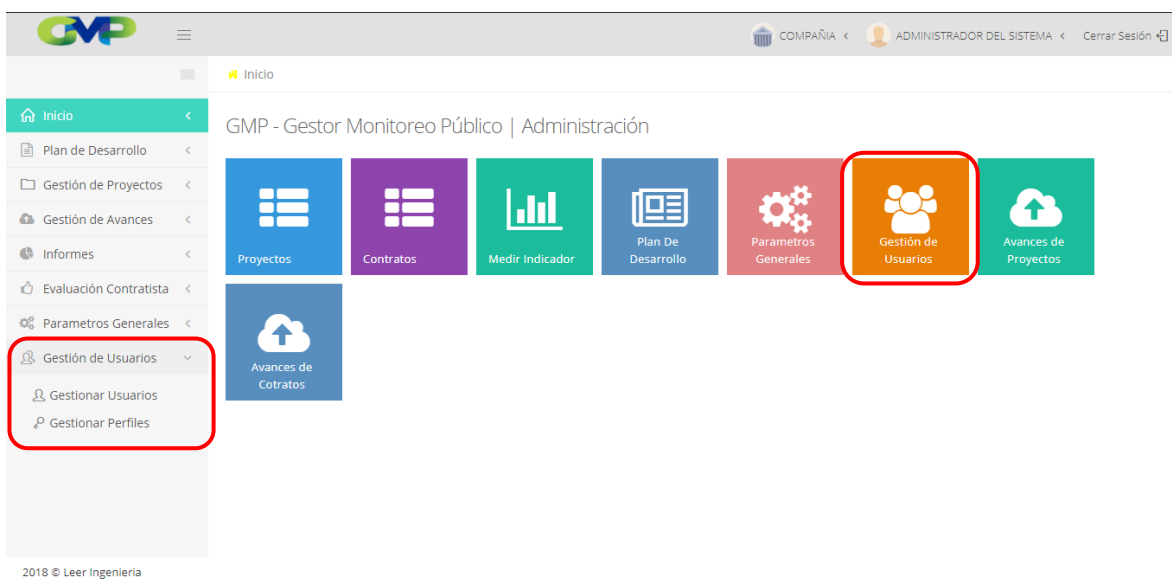 GMP
COMPAÑIA
ADMINISTRADOR DEL SISTEMA
Cerrar Sesión
Inicio
Inicio
Plan de Desarrollo
Gestión de Proyectos
Gestión de Avances
Informes
Evaluación Contratista
Parametros Generales
Gestión de Usuarios
Gestionar Usuarios
Gestionar Perfiles
GMP - Gestor Monitoreo Público | Administración
Proyectos
Contratos
Medir Indicador
Plan De
Desarrollo
Parametros
Generales
Gestión de
Usuarios
Avances de
Proyectos
Avances de
Cotratos
2018 © Leer Ingenieria